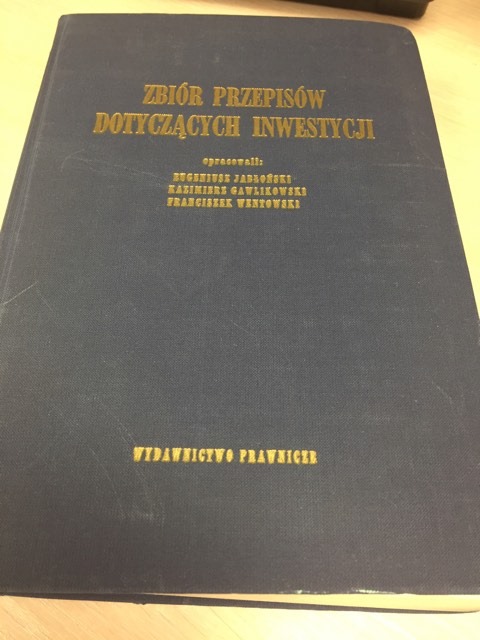 ZBIÓR PRZEPISÓW
DOTYCZĄCYCH INWESTYCJI
opracowali:
EUGENIUSZ JABŁOŃSKI
KAZIMIERZ GAWLIKOWSKI
FRANCISZEK WENTOWSKI
WYDAWNICTWO PRAWNICZE